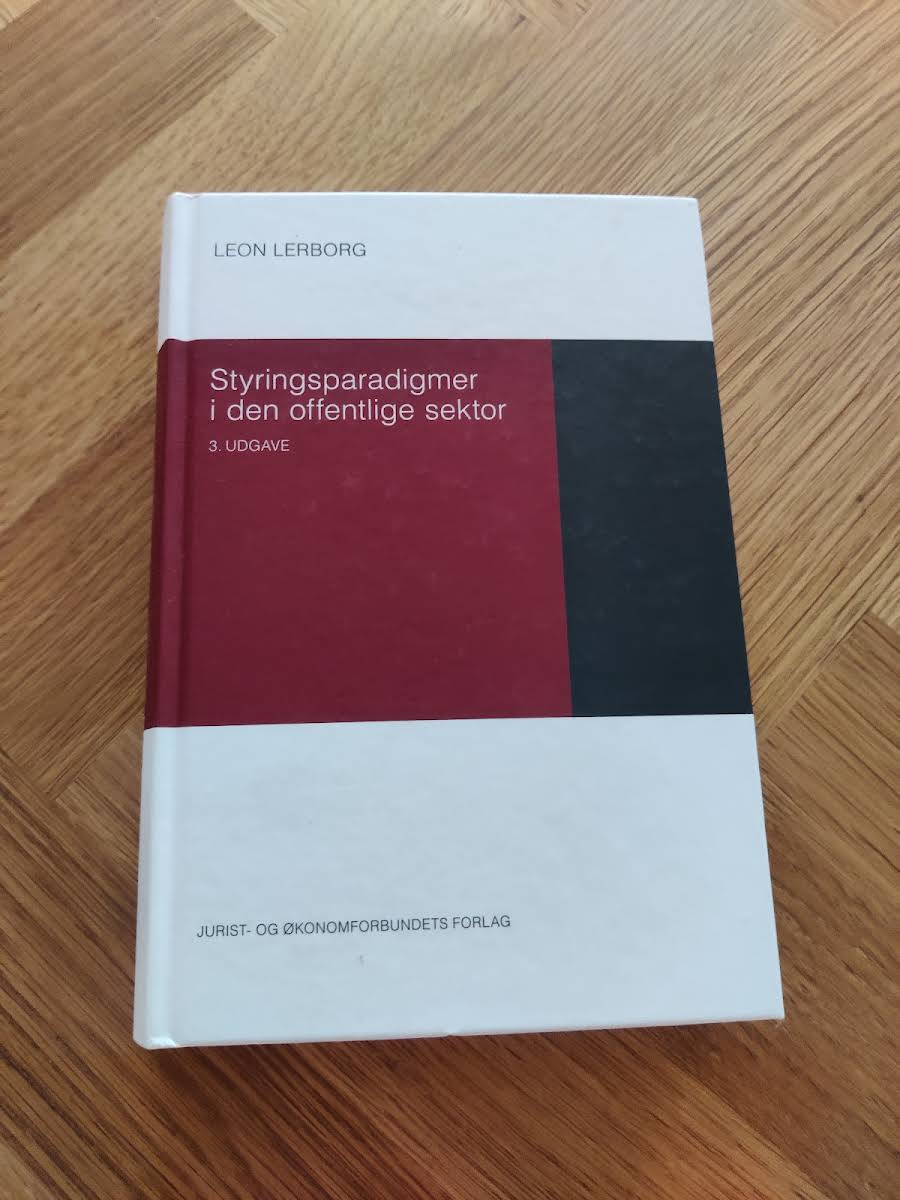 LEON LERBORG
Styringsparadigmer
i den offentlige sektor
3. UDGAVE
JURIST- OG ØKONOMFORBUNDETS FORLAG